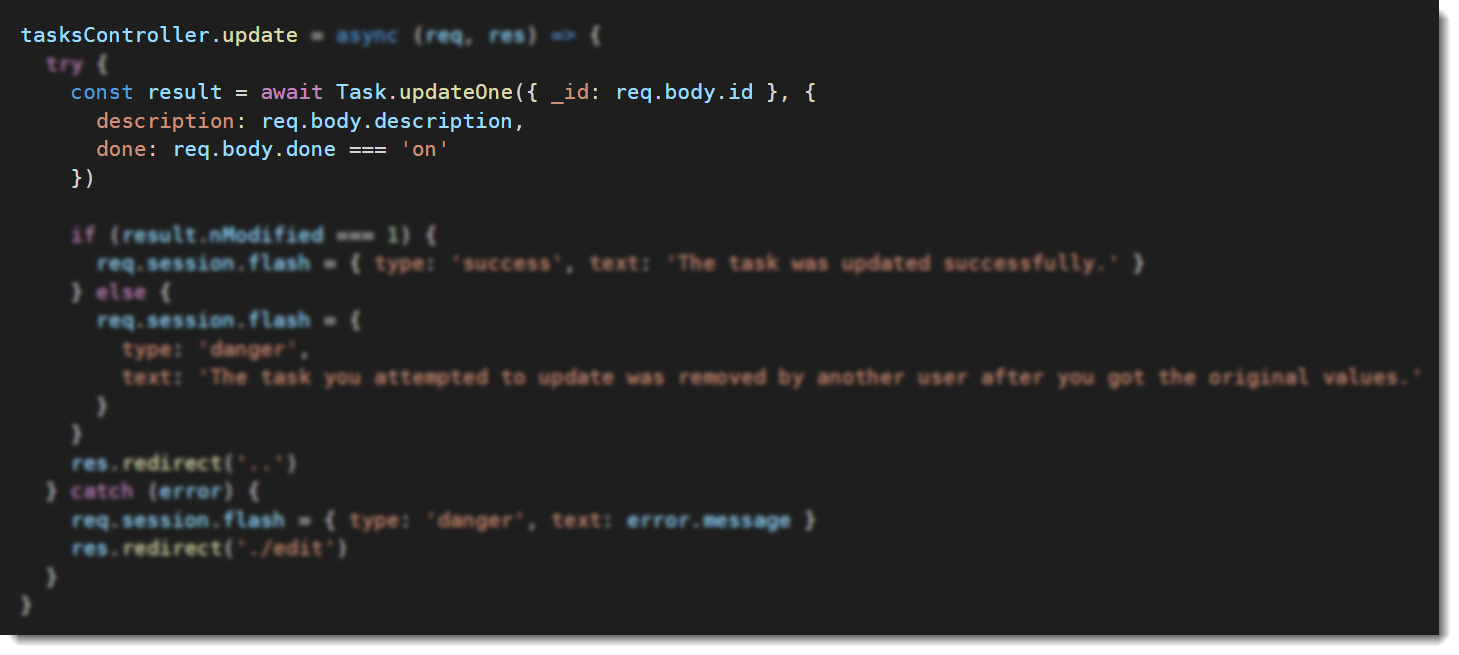 tasksController.update = async (req, res) => {
try {
const result = await Task.updateOne({ _id: req.body.id }, {
description: req.body.description,
done: req.body.done === 'on'
})
if (result.nModified === 1) {
req.session.flash = { type: 'success', text: 'The task was updated successfully.' }
} else {
req.session.flash = {
type: 'danger',
text: 'The task you attempted to update was removed by another user after you got the original values.'
}
}
res.redirect('..')
} catch (error) {
req.session.flash = { type: 'danger', text: error.message }
res.redirect('./edit')
}
}